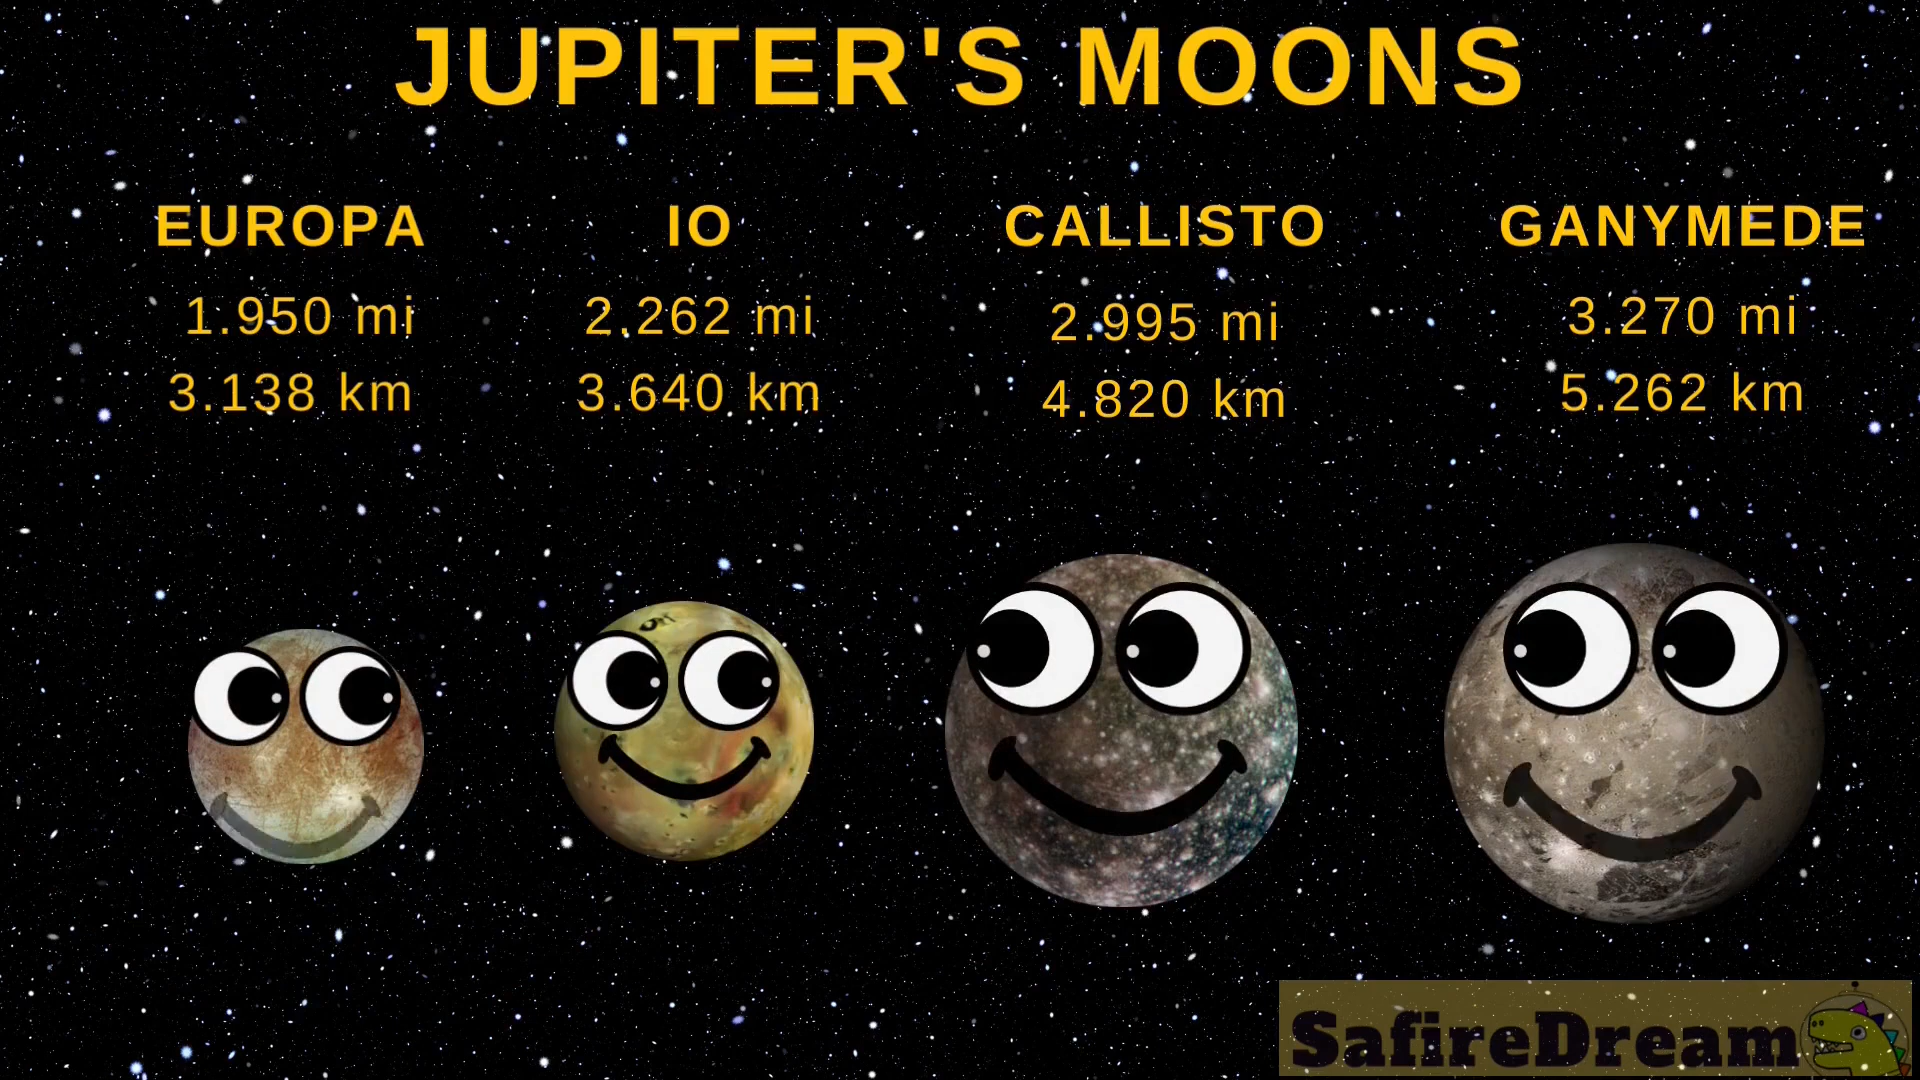 JUPITER'S MOONS
EUROPA
1.950 mi
3.138 km
IO
2.262 mi
3.640 km
CALLISTO
2.995 mi
4.820 km
GANYMEDE
3.270 mi
5.262 km
SafireDream